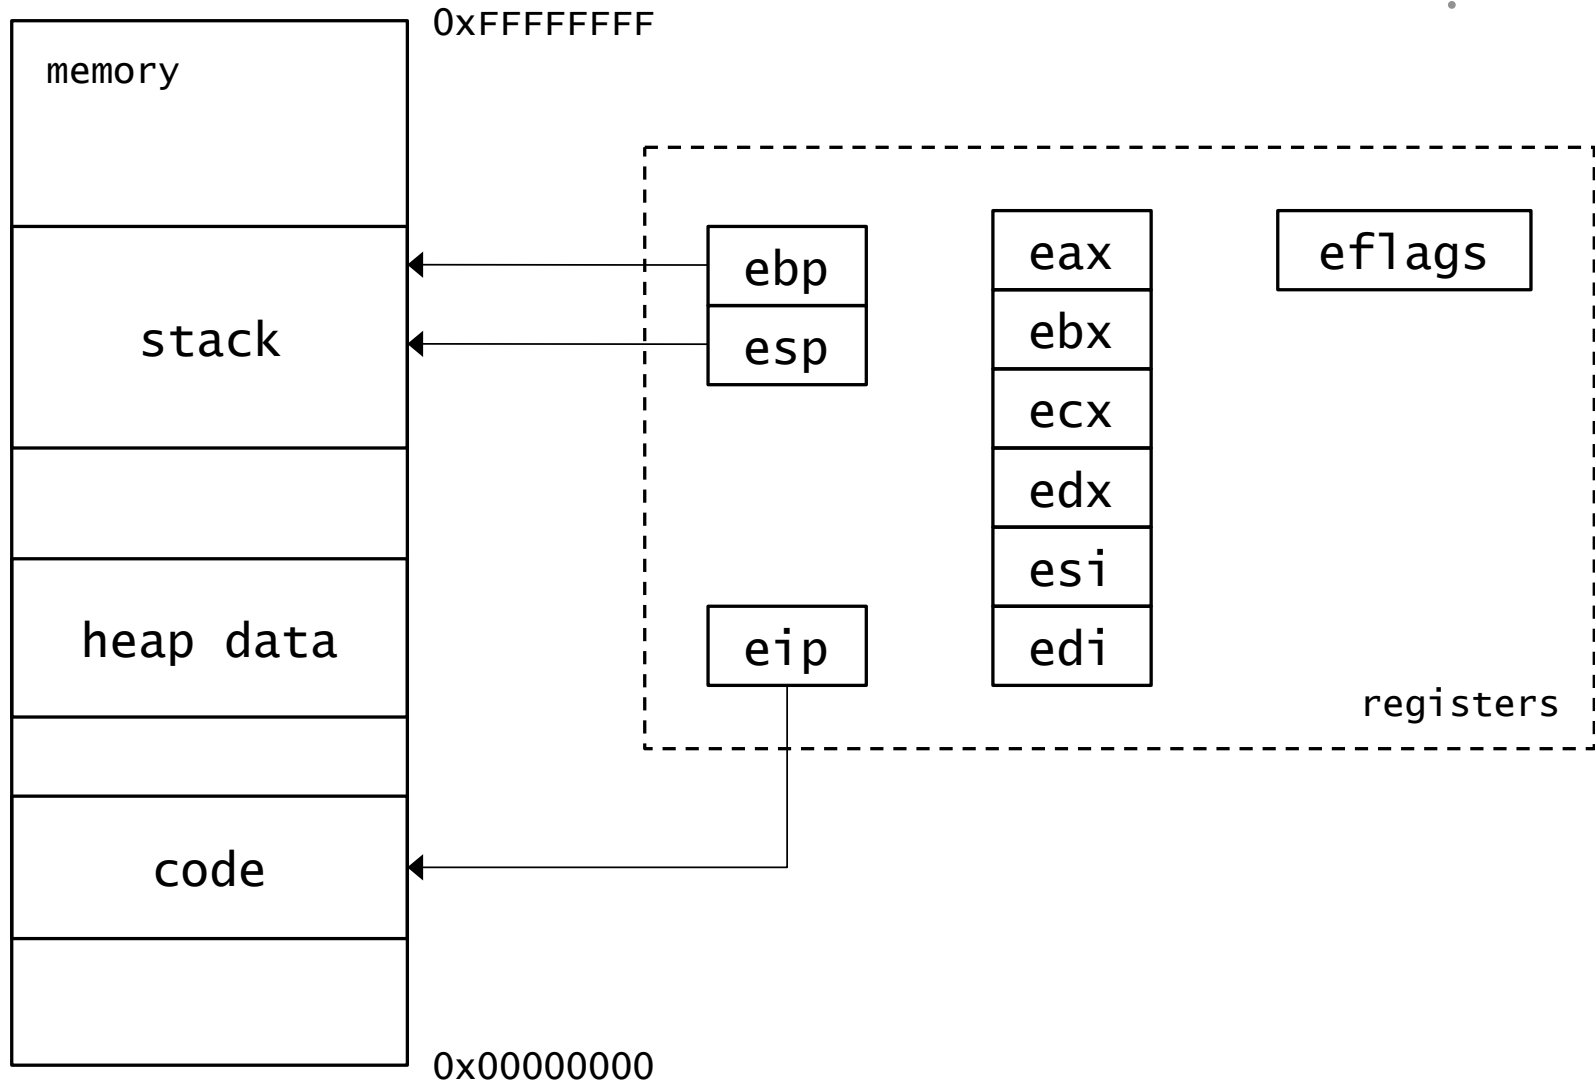 0xFFFFFFFF
memory
stack
heap data
code
0x00000000
ebp
esp
eip
eax
ebx
ecx
edx
esi
edi
eflags
registers